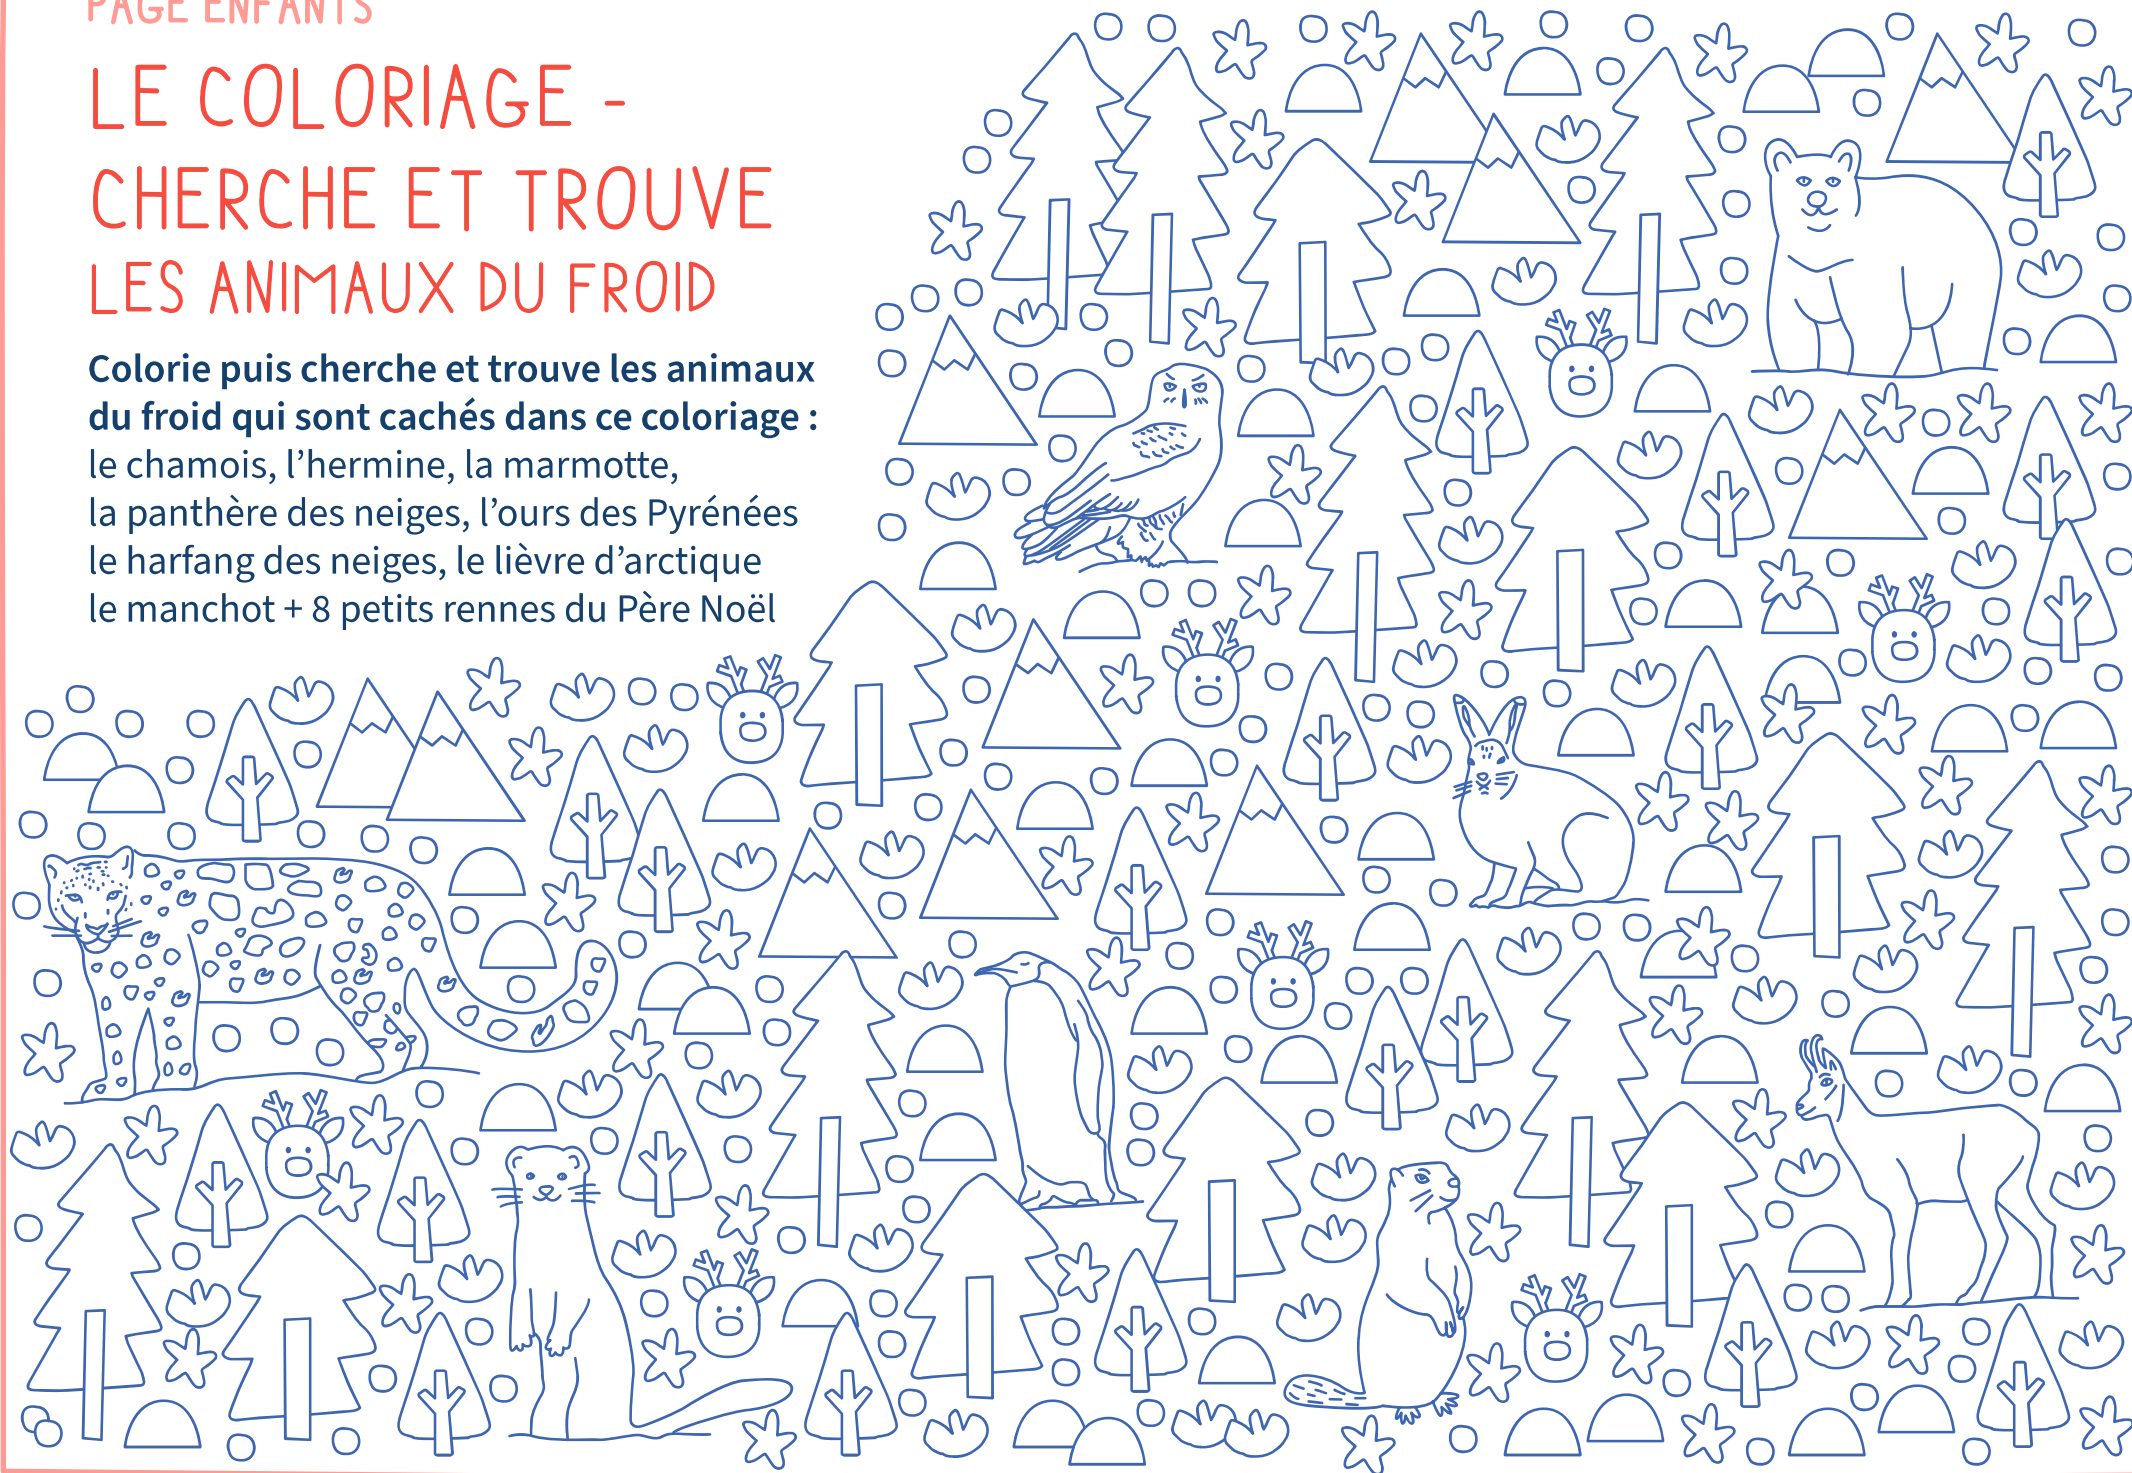 PAGE ENFANTS
LE COLORIAGE -
CHERCHE ET TROUVE
LES ANIMAUX DU FROID
Colorie puis cherche et trouve les animaux
du froid qui sont cachés dans ce coloriage :
le chamois, l’hermine, la marmotte,
la panthère des neiges, l’ours des Pyrénées
le harfang des neiges, le lièvre d’arctique
le manchot + 8 petits rennes du Père Noël